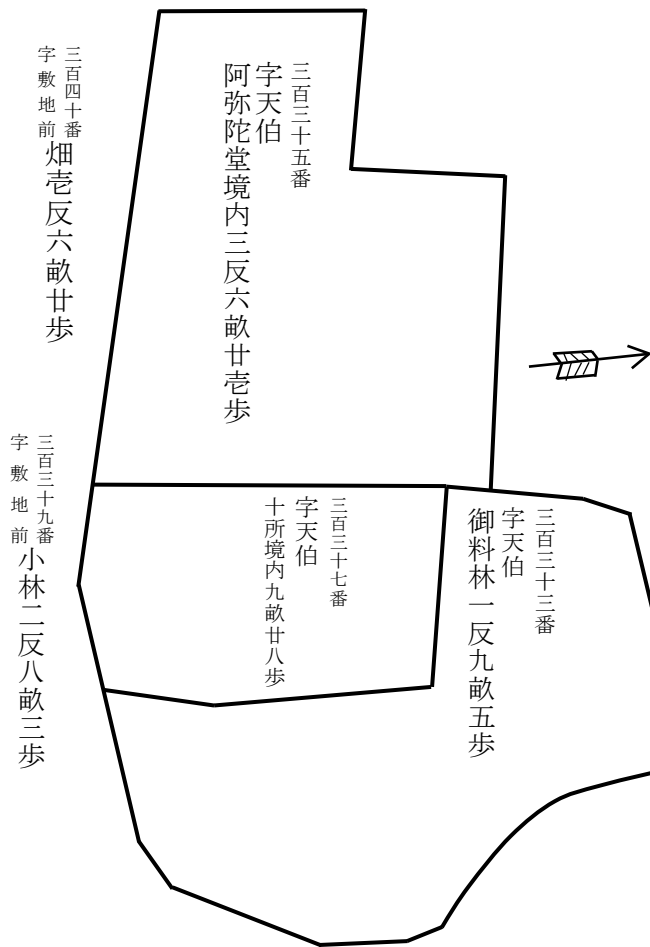 三百三十五番
字天伯
阿弥陀堂境内三反六畝廿壱歩
三百四十番
字敷地前
畑壱反六畝廿歩
三百三十三番
字天伯
御料林一反九畝五歩
三百三十七番
字天伯
十所境内九畝廿八歩
三百三十九番
字敷地前
小林二反八畝三歩